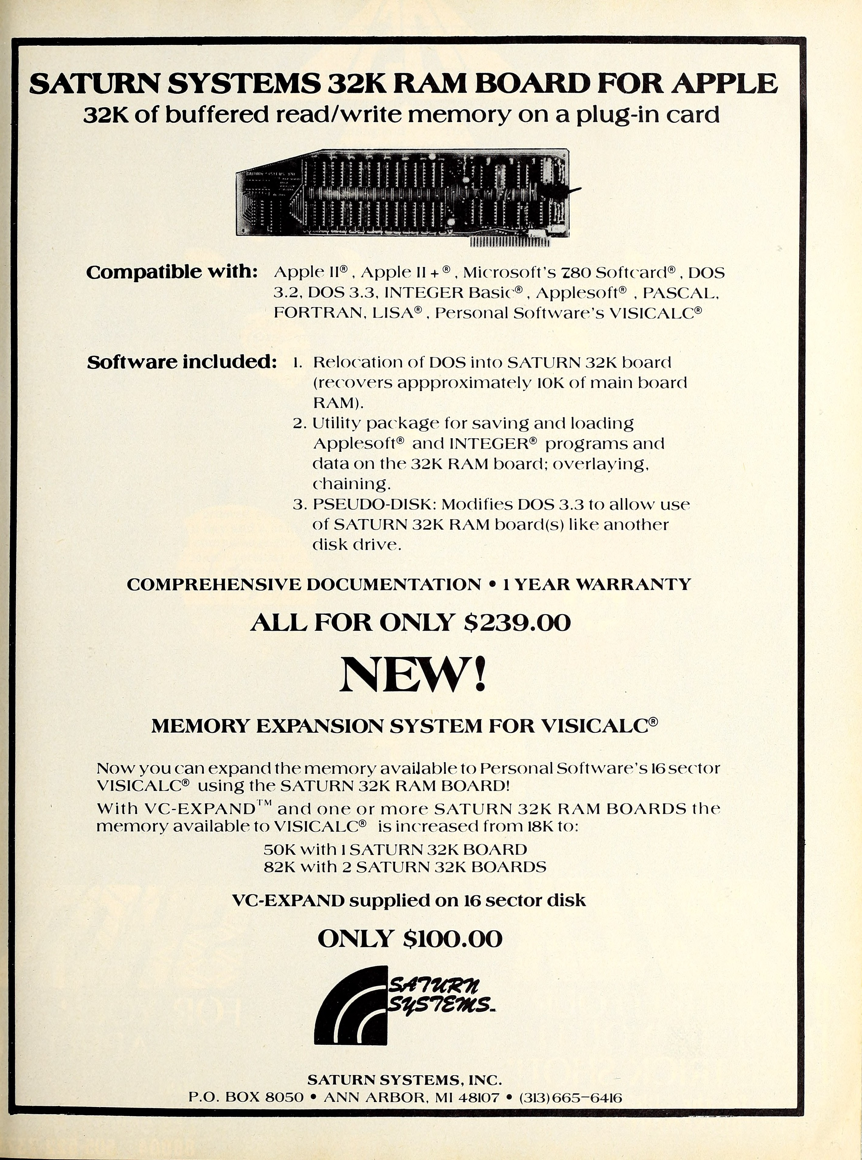 SATURN SYSTEMS 32K RAM BOARD FOR APPLE
32K of buffered read/write memory on a plug-in card
SATURN SYSTEMS INC
Compatible with: Apple II®, Apple II+®, Microsoft's Z80 Softcard®, DOS
3.2, DOS 3.3, INTEGER Basic®, Applesoft®, PASCAL,
FORTRAN, LISA®, Personal Software's VISICALC®
Software included: 1. Relocation of DOS into SATURN 32K board
(recovers appproximately 10K of main board
RAM).
2. Utility package for saving and loading
Applesoft® and INTEGER® programs and
data on the 32K RAM board; overlaying,
chaining.
3. PSEUDO-DISK: Modifies DOS 3.3 to allow use
of SATURN 32K RAM board(s) like another
disk drive.
COMPREHENSIVE DOCUMENTATION • 1 YEAR WARRANTY
ALL FOR ONLY $239.00
NEW!
MEMORY EXPANSION SYSTEM FOR VISICALC®
Now you can expand the memory available to Personal Software's 16 sector
VISICALC® using the SATURN 32K RAM BOARD!
With VC-EXPAND™ and one or more SATURN 32K RAM BOARDS the
memory available to VISICALC® is increased from 18K to:
50K with 1 SATURN 32K BOARD
82K with 2 SATURN 32K BOARDS
VC-EXPAND supplied on 16 sector disk
ONLY $100.00
SATURN
SYSTEMS
SATURN SYSTEMS, INC.
P.O. BOX 8050 • ANN ARBOR, MI 48107 • (313) 665-6416